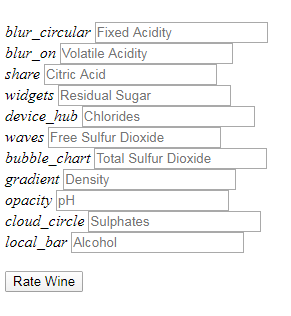 blur_circular Fixed Acidity
blur_on Volatile Acidity
share Citric Acid
widgets Residual Sugar
device_hub Chlorides
waves Free Sulfur Dioxide
bubble_chart Total Sulfur Dioxide
gradient Density
opacity pH
cloud_circle Sulphates
local_bar Alcohol
Rate Wine